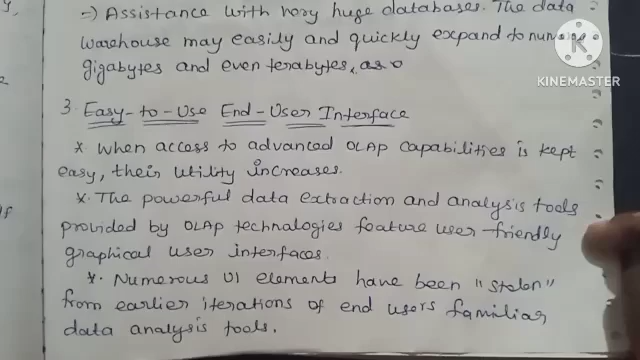 =) Assistance with very huge databases. The data
warehouse may easily and quickly expand to num
gigabytes and even terabytes, as
KINEMASTER
3. Easy-to-Use End-User Interface
* When access to advanced OLAP capabilities is kept
easy, their utility increases.
*. The powerful data extraction and analysis tools
provided by OLAP technologies feature user-friendly
graphical user interfaces.
*. Numerous UI elements have been "stolen"
from earlier iterations of end users familiar
data analysis tools.